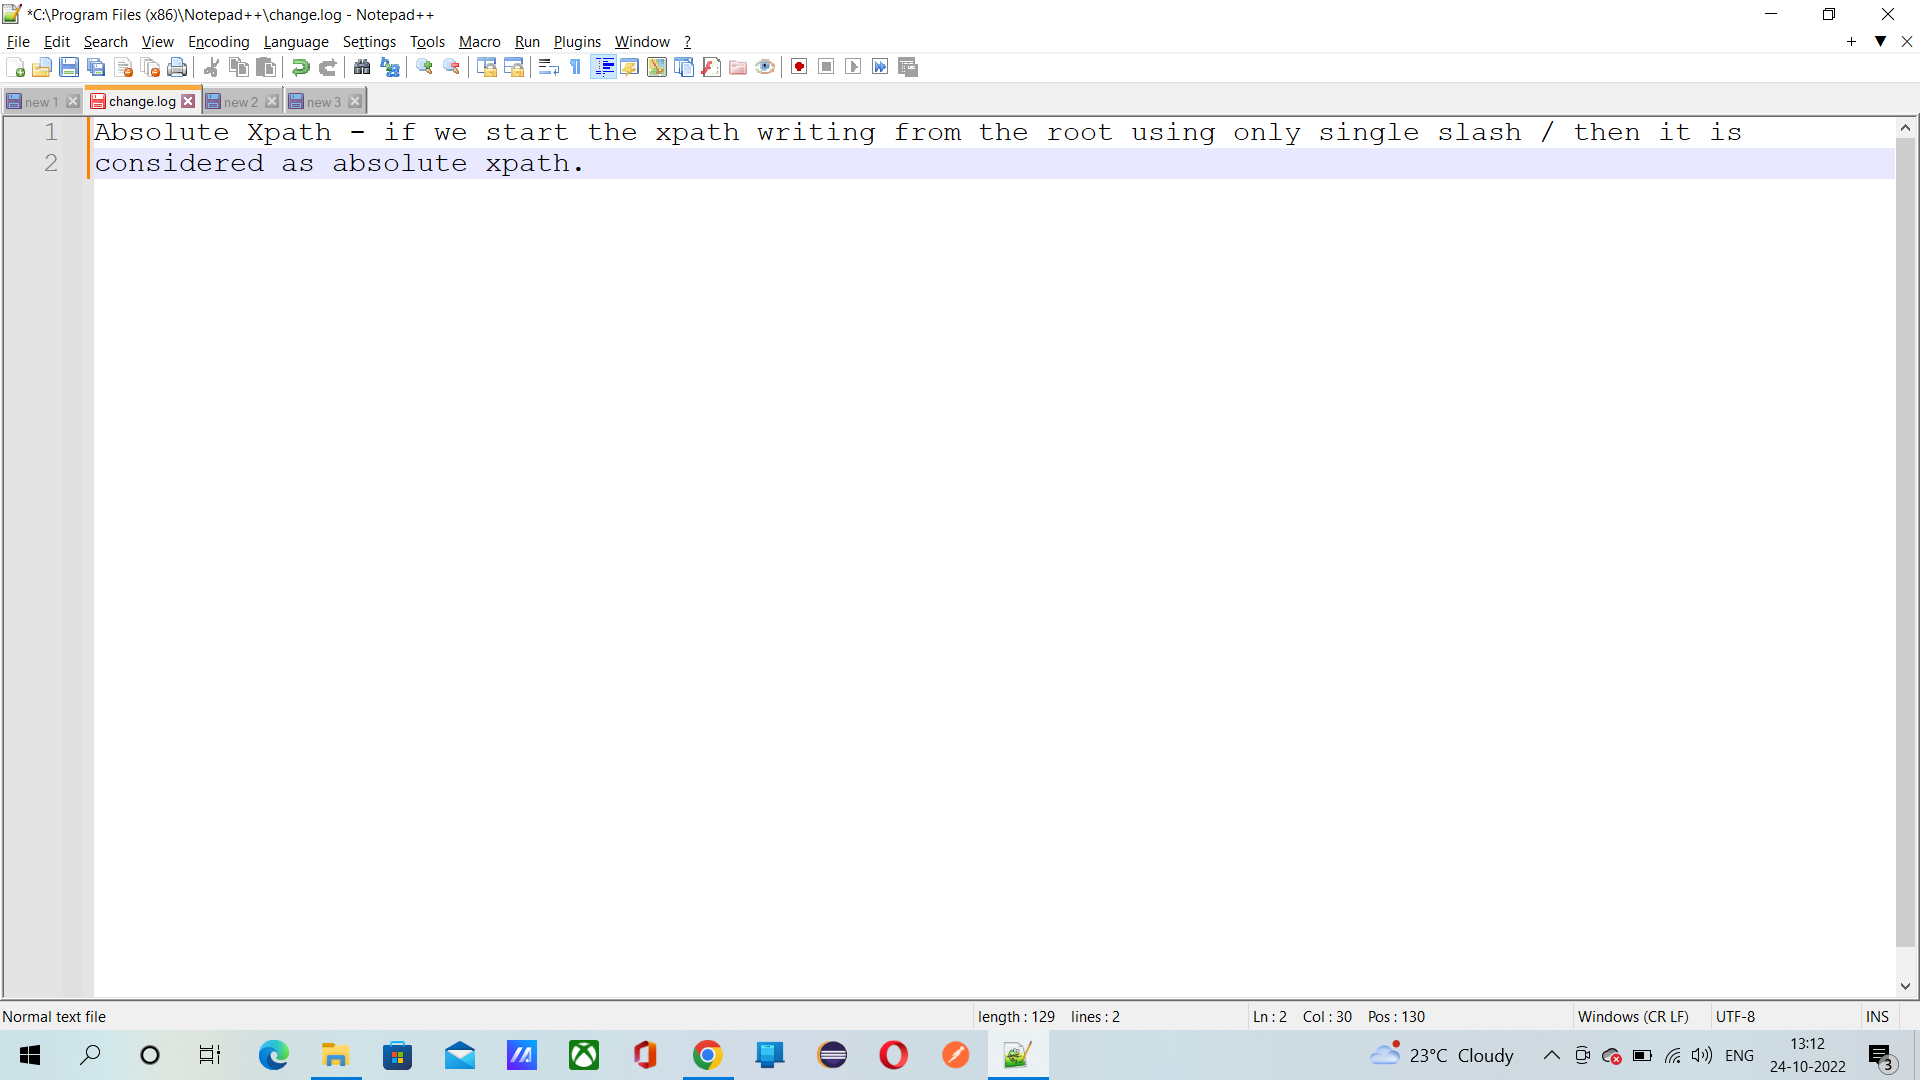 *C:\Program Files (x86)\Notepad++\change.log - Notepad++
File Edit Search View Encoding Language Settings Tools Macro Run Plugins Window ?
new 1 change.log new 2 new 3
1 Absolute Xpath - if we start the xpath writing from the root using only single slash / then it is
2 considered as absolute xpath.
Normal text file length : 129 lines : 2 Ln : 2 Col : 30 Pos : 130 Windows (CR LF) UTF-8 INS
23°C Cloudy ENG 13:12
24-10-2022 3